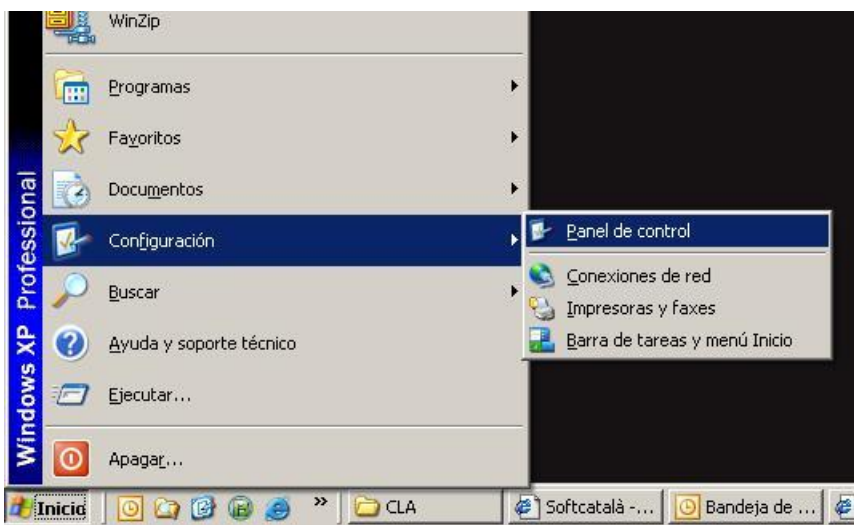 WinZip
Programas
Favoritos
Documentos
Configuración
Buscar
Ayuda y soporte técnico
Ejecutar...
Apagar...
Windows XP Professional
Panel de control
Conexiones de red
Impresoras y faxes
Barra de tareas y menú Inicio
Inicio
»
CLA
Softcatalà -...
Bandeja de ...